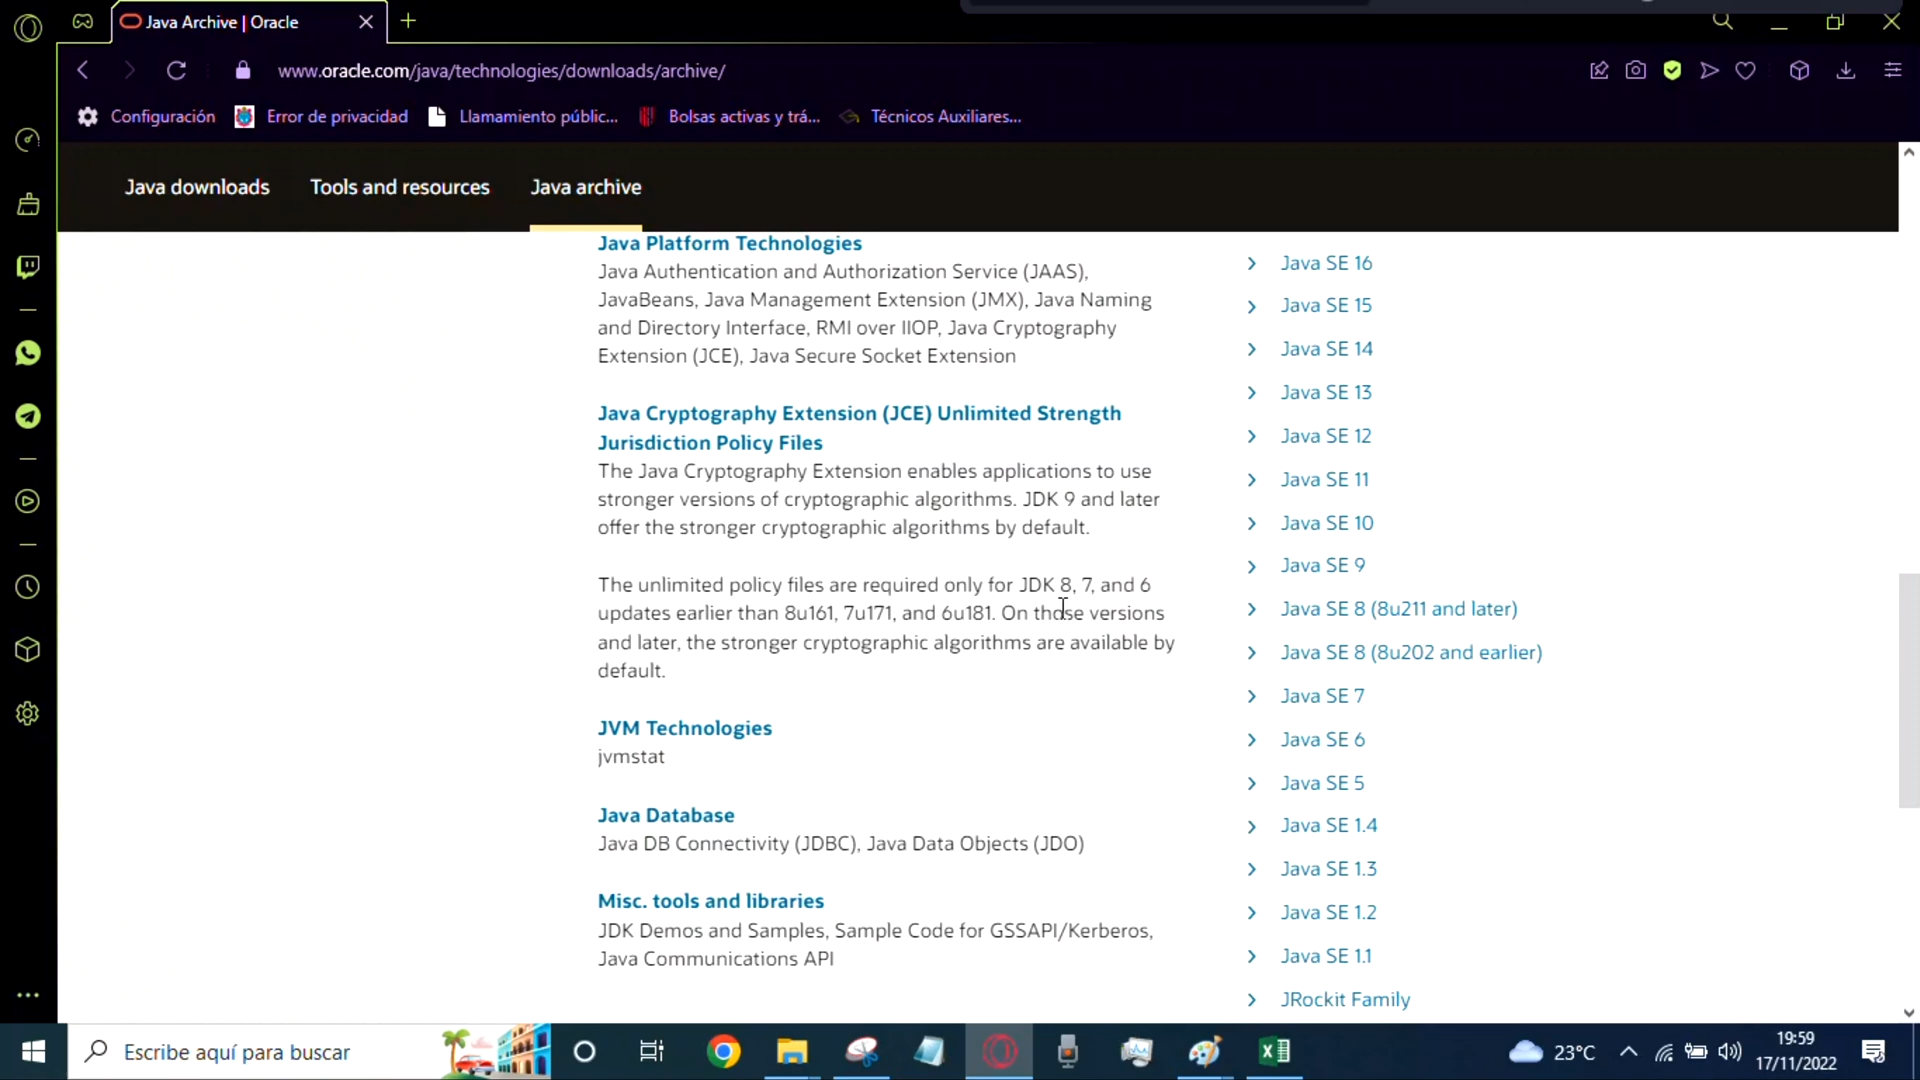 Java Archive | Oracle
www.oracle.com/java/technologies/downloads/archive/
Configuración
Error de privacidad
Llamamiento públic...
Bolsas activas y trá...
Técnicos Auxiliares...
Java downloads
Tools and resources
Java archive
Java Platform Technologies
Java Authentication and Authorization Service (JAAS),
JavaBeans, Java Management Extension (JMX), Java Naming
and Directory Interface, RMI over IIOP, Java Cryptography
Extension (JCE), Java Secure Socket Extension
Java Cryptography Extension (JCE) Unlimited Strength
Jurisdiction Policy Files
The Java Cryptography Extension enables applications to use
stronger versions of cryptographic algorithms. JDK 9 and later
offer the stronger cryptographic algorithms by default.
The unlimited policy files are required only for JDK 8, 7, and 6
updates earlier than 8u161, 7u171, and 6u181. On those versions
and later, the stronger cryptographic algorithms are available by
default.
JVM Technologies
jvmstat
Java Database
Java DB Connectivity (JDBC), Java Data Objects (JDO)
Misc. tools and libraries
JDK Demos and Samples, Sample Code for GSSAPI/Kerberos,
Java Communications API
Java SE 16
Java SE 15
Java SE 14
Java SE 13
Java SE 12
Java SE 11
Java SE 10
Java SE 9
Java SE 8 (8u211 and later)
Java SE 8 (8u202 and earlier)
Java SE 7
Java SE 6
Java SE 5
Java SE 1.4
Java SE 1.3
Java SE 1.2
Java SE 1.1
JRockit Family
Escribe aquí para buscar
23°C
19:59
17/11/2022